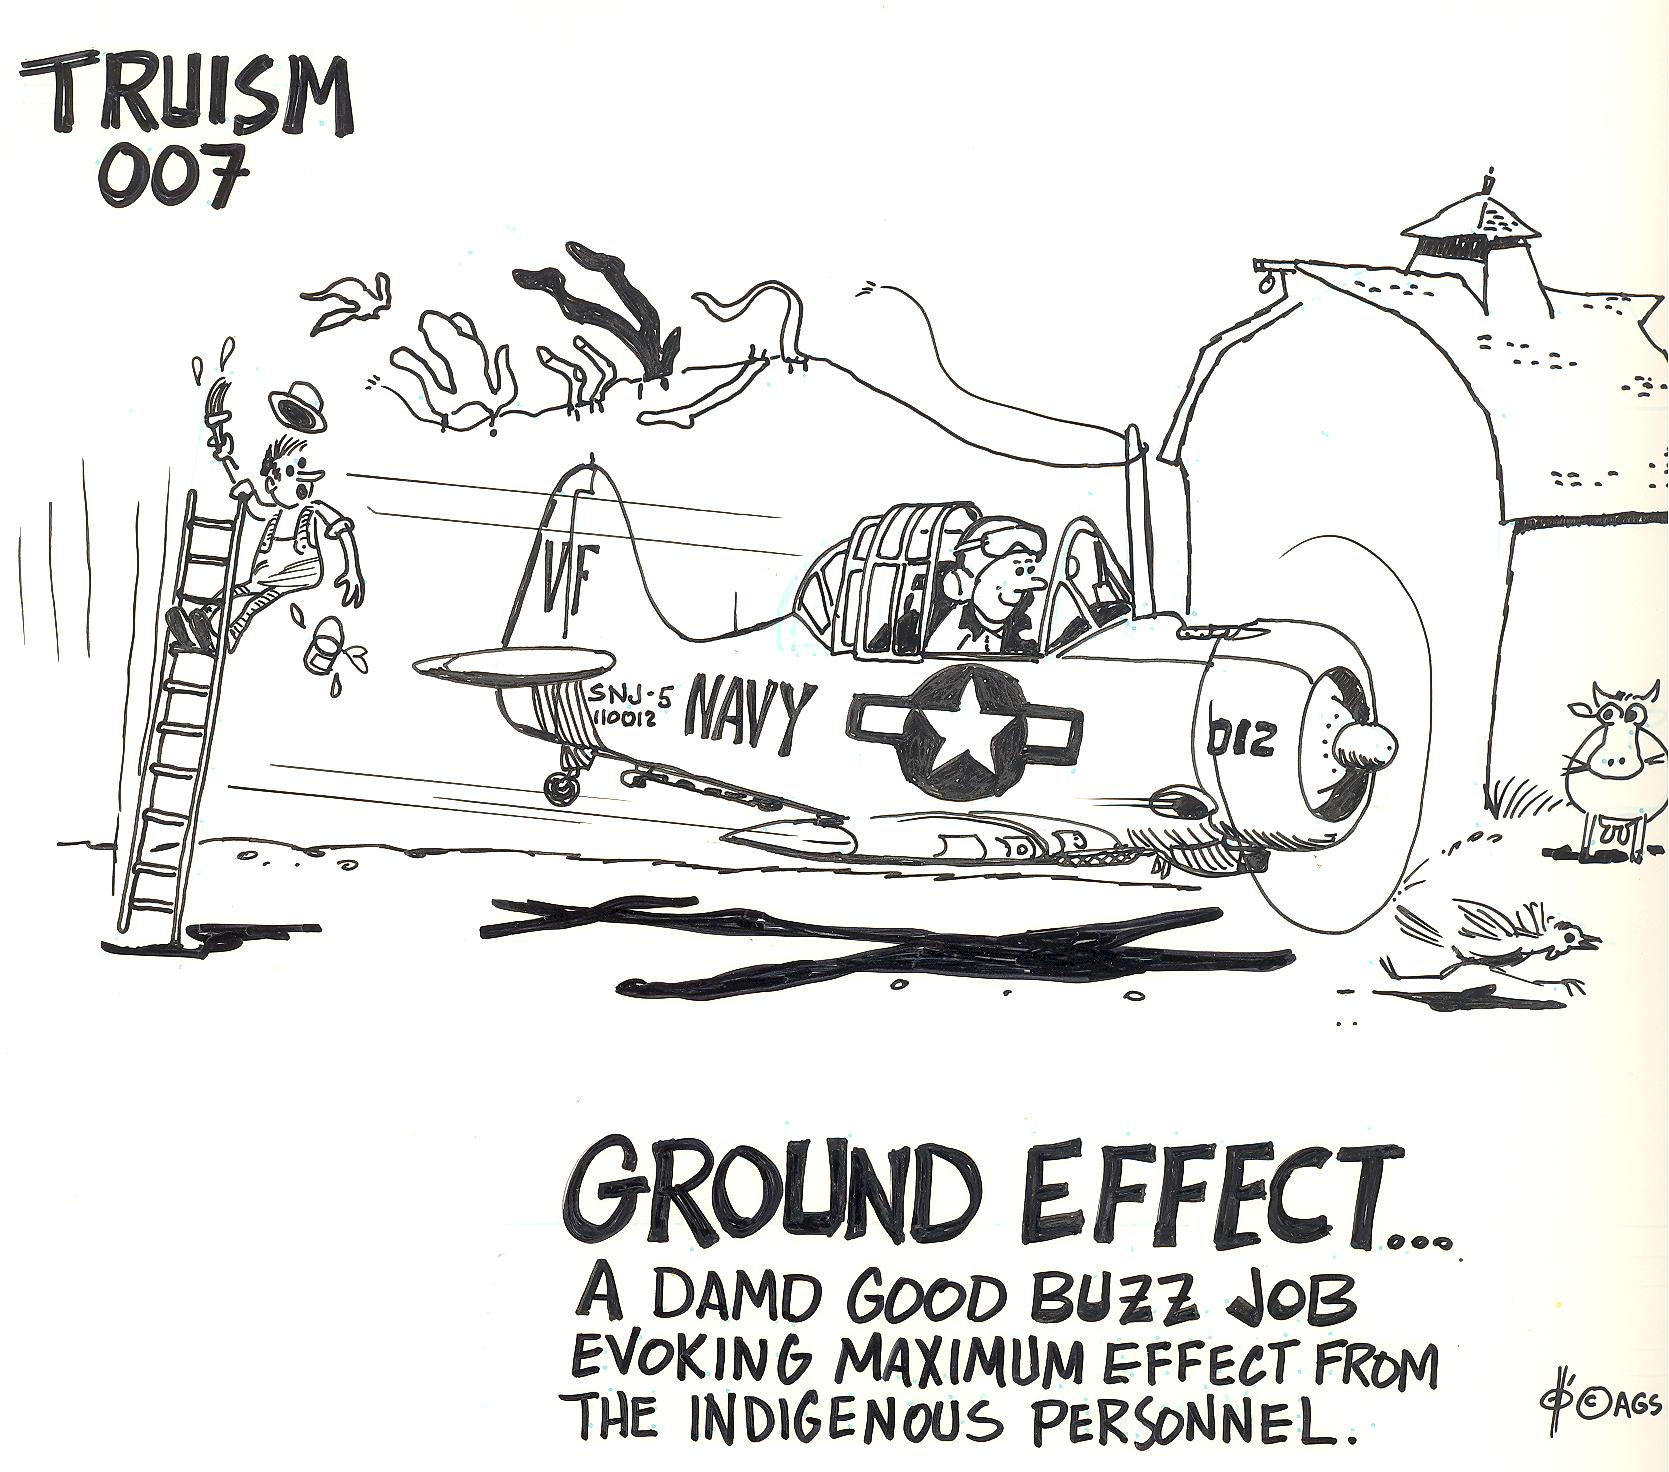 TRUISM
007
VF
SNJ-5
110012
NAVY
012
GROUND EFFECT...
A DAMD GOOD BUZZ JOB
EVOKING MAXIMUM EFFECT FROM
THE INDIGENOUS PERSONNEL.
© AGS